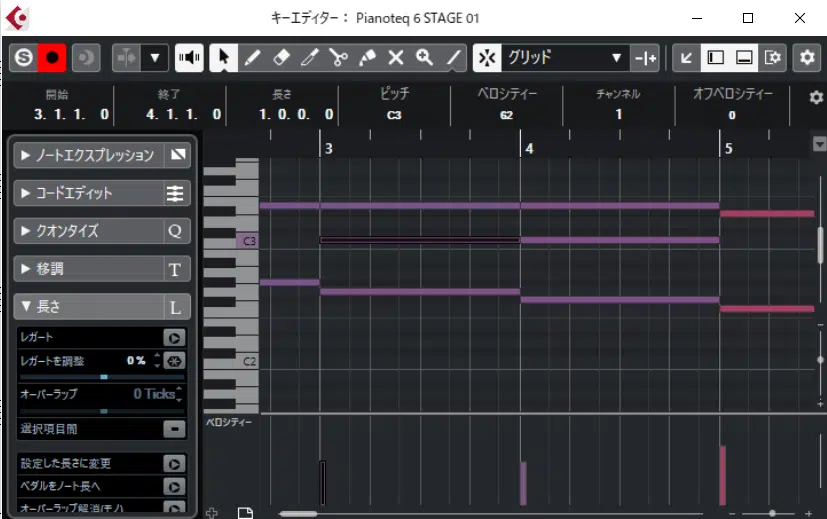 キーエディター： Pianoteq 6 STAGE 01
グリッド
開始 終了 長さ ピッチ ベロシティー チャンネル オフベロシティー
3. 1. 1. 0 4. 1. 1. 0 1. 0. 0. 0 C3 62 1 0
3 4 5
ノートエクスプレッション
コードエディット
クオンタイズ Q
移調 T
長さ L
C3
C2
レガート
レガートを調整 0 %
オーバーラップ 0 Ticks
選択項目間
ベロシティー
設定した長さに変更
ペダルをノート長へ
オーバーラップ解消(モノ)